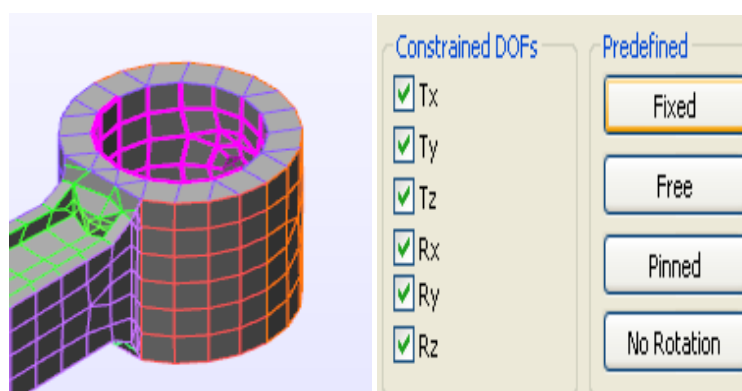 Constrained DOFs
Tx
Ty
Tz
Rx
Ry
Rz
Predefined
Fixed
Free
Pinned
No Rotation